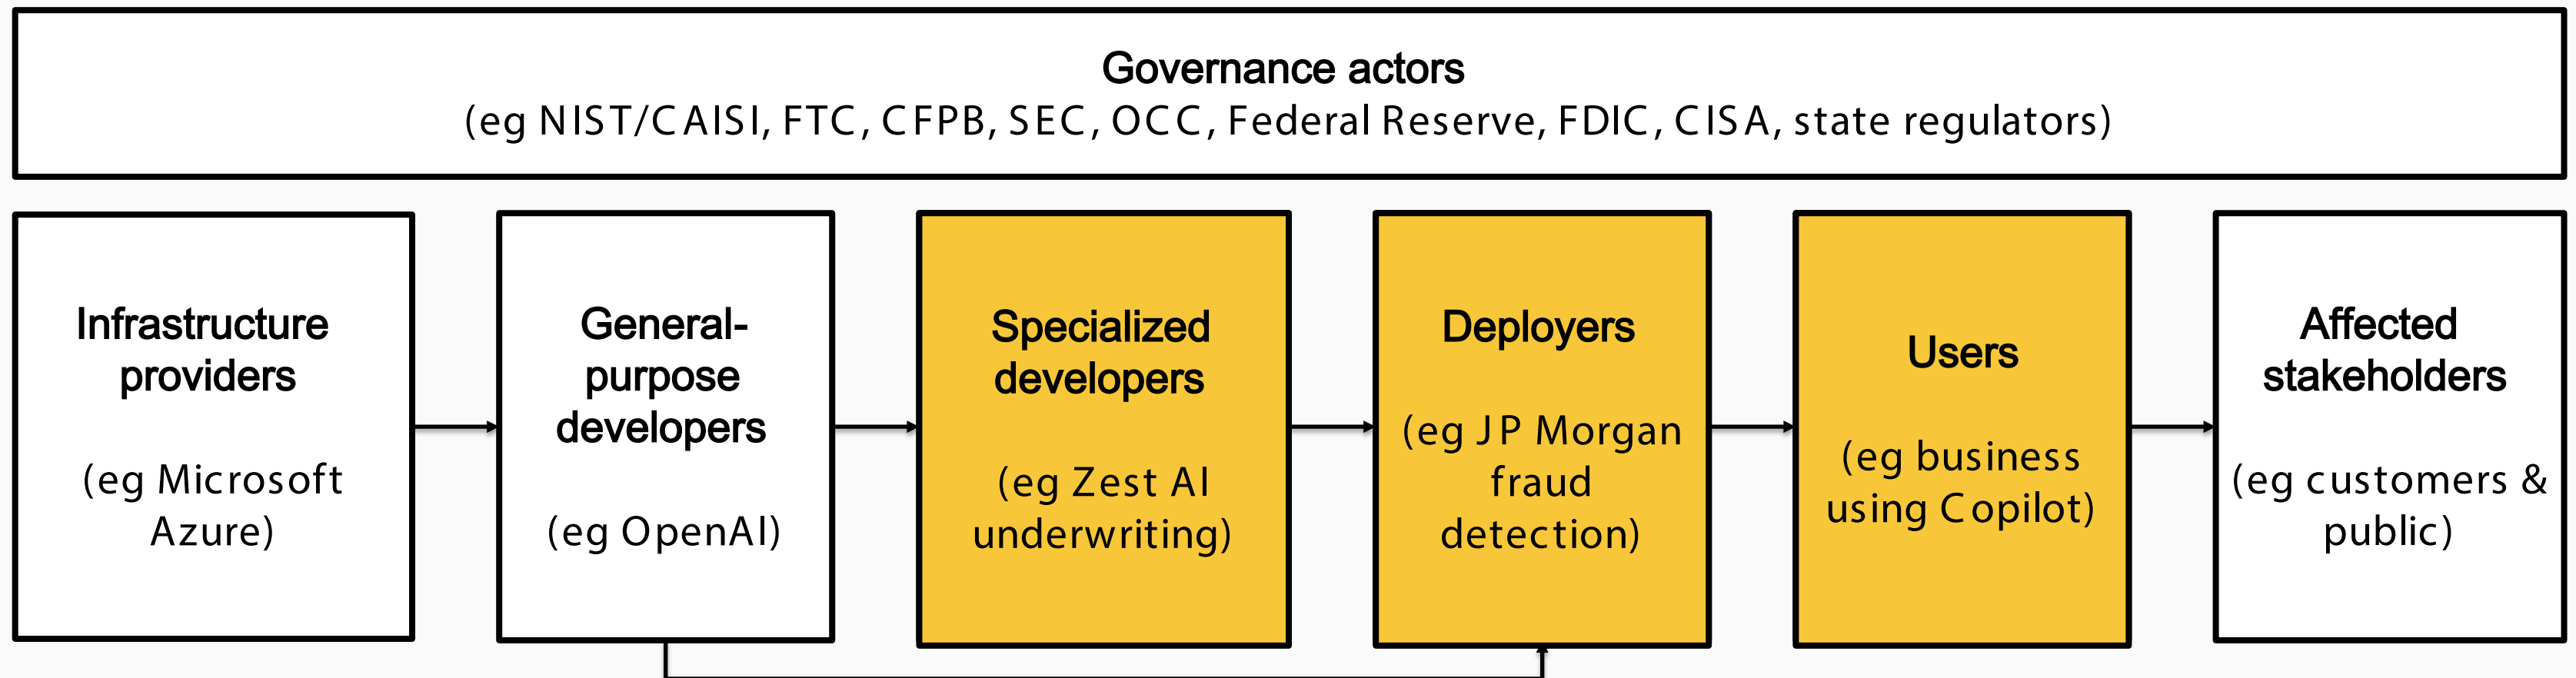 Governance actors
(eg NIST/CAISI, FTC, CFPB, SEC, OCC, Federal Reserve, FDIC, CISA, state regulators)
Infrastructure
providers
(eg Microsoft
Azure)
General-
purpose
developers
(eg OpenAI)
Specialized
developers
(eg Zest AI
underwriting)
Deployers
(eg JP Morgan
fraud
detection)
Users
(eg business
using Copilot)
Affected
stakeholders
(eg customers &
public)